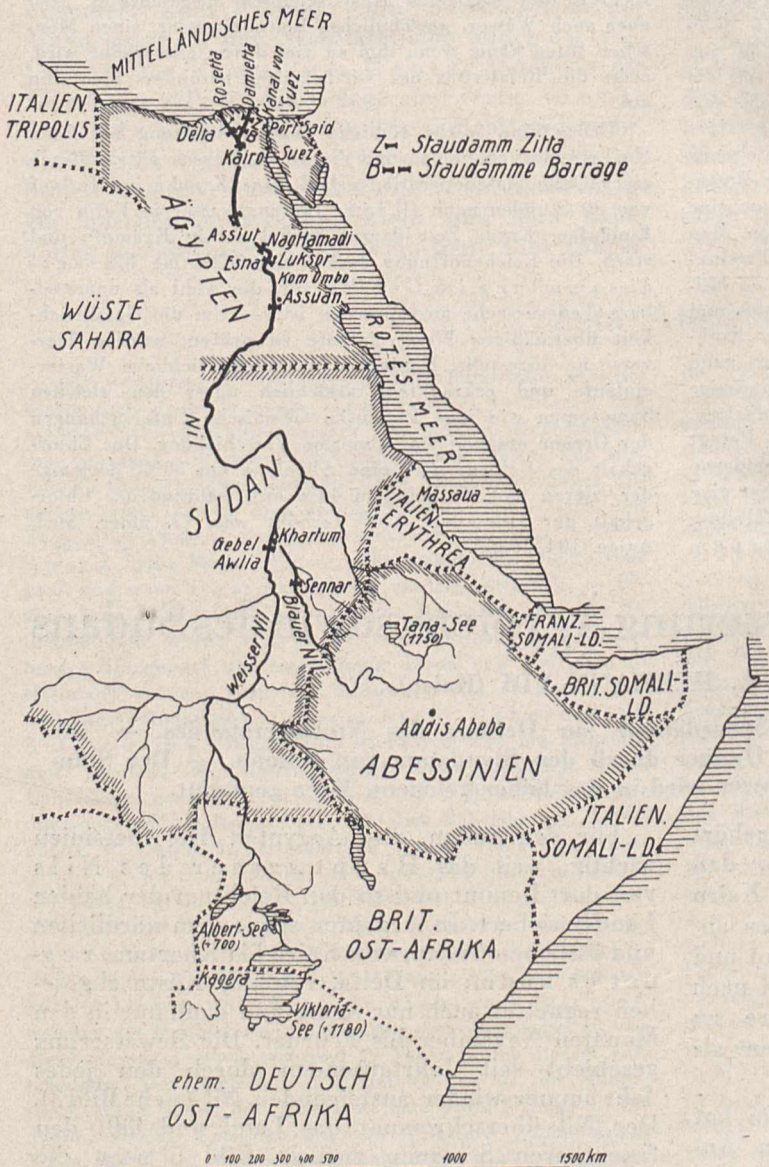 MITTELLÄNDISCHES MEER
ITALIEN.
TRIPOLIS
Rosetta
Damietta
Kanal von
Suez
Delta
Z
B
Port Said
Kairo
Suez
Z Staudamm Zifta
B Staudämme Barrage
ÄGYPTEN
Assiut
Nag Hamadi
Esna
Luksor
Kom Ombo
Assuan
WÜSTE
SAHARA
ROTES MEER
Nil
SUDAN
Massaua
ITALIEN.
ERYTHREA
Khartum
Gebel
Awlia
Sennar
Blauer Nil
Weisser Nil
Tana-See
(1750)
FRANZ.
SOMALI-LD.
BRIT. SOMALI-
LD.
Addis Abeba
ABESSINIEN
ITALIEN.
SOMALI-LD.
BRIT.
OST-AFRIKA
Albert-See
(+700)
Kagera
Viktoria-
See (+1180)
ehem. DEUTSCH
OST-AFRIKA
0 100 200 300 400 500 1000 1500 km